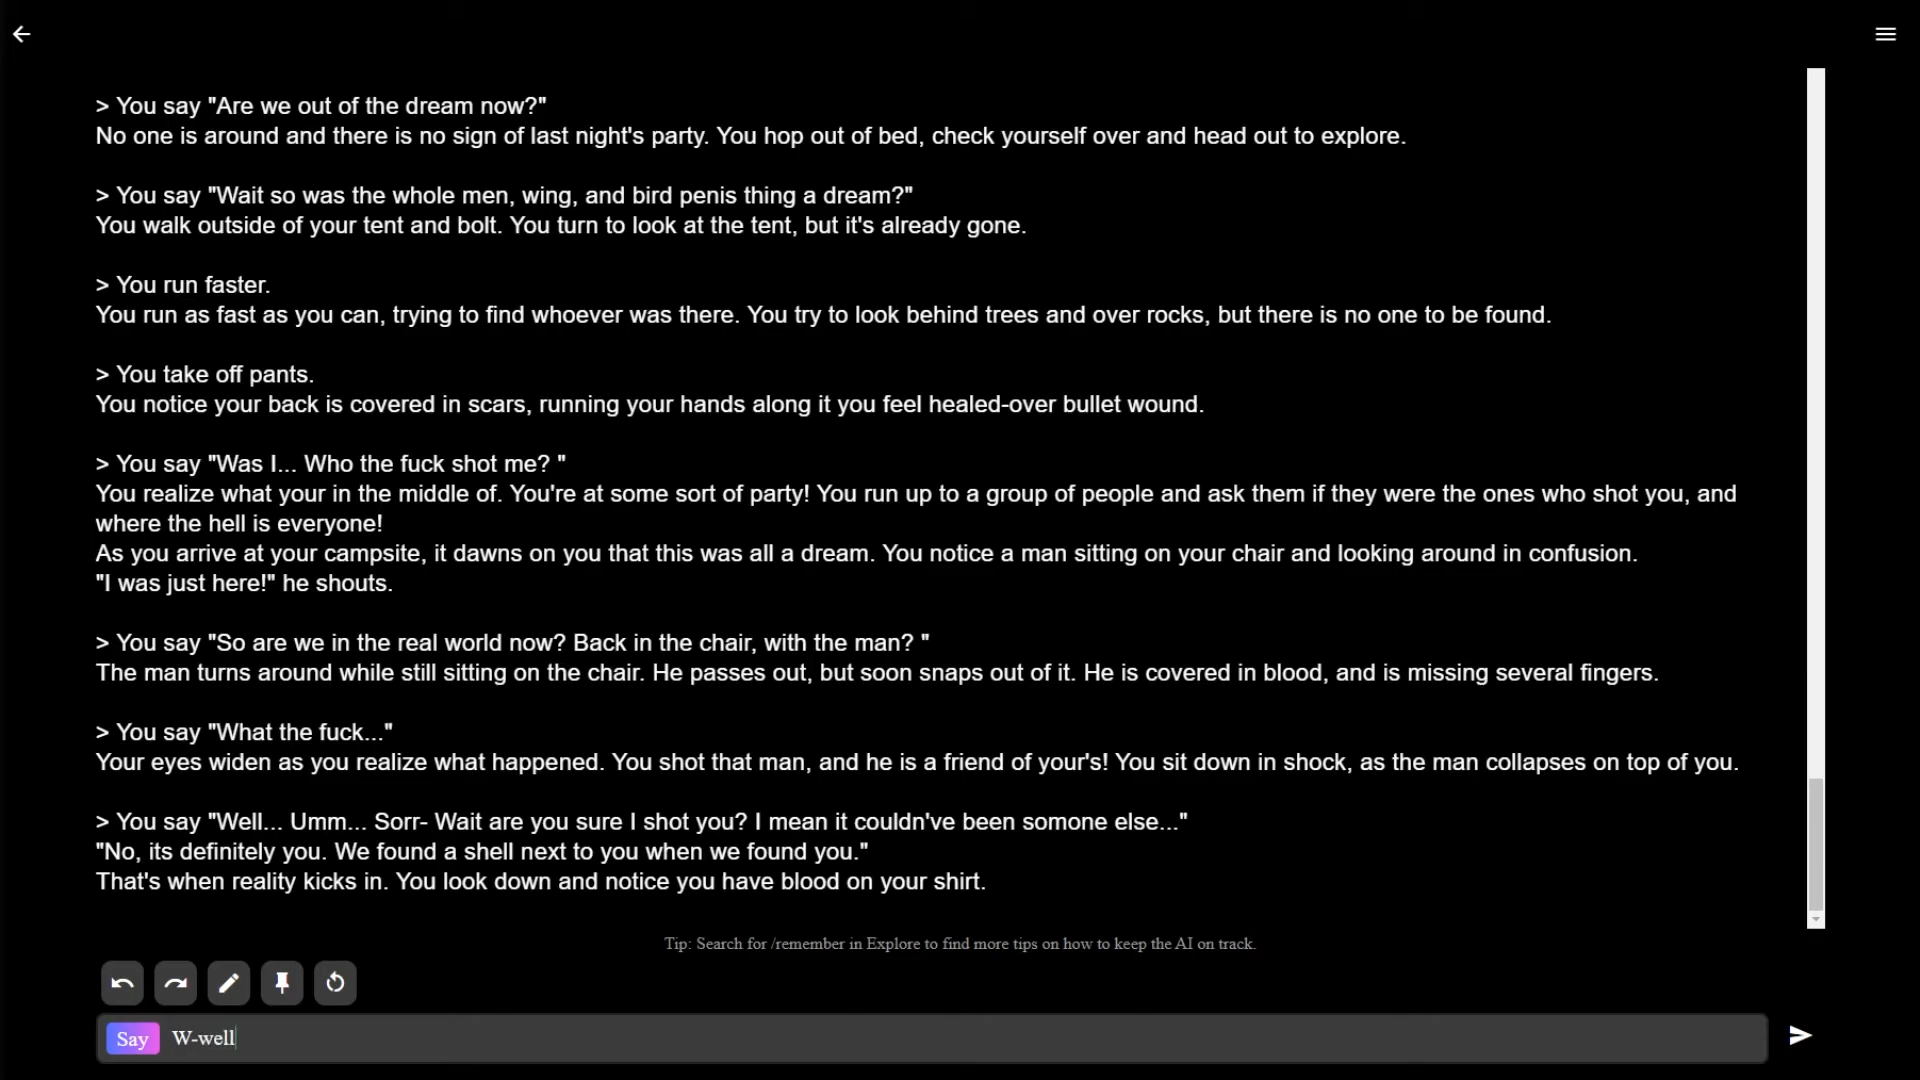 > You say "Are we out of the dream now?"
No one is around and there is no sign of last night's party. You hop out of bed, check yourself over and head out to explore.
> You say "Wait so was the whole men, wing, and bird penis thing a dream?"
You walk outside of your tent and bolt. You turn to look at the tent, but it's already gone.
> You run faster.
You run as fast as you can, trying to find whoever was there. You try to look behind trees and over rocks, but there is no one to be found.
> You take off pants.
You notice your back is covered in scars, running your hands along it you feel healed-over bullet wound.
> You say "Was I... Who the fuck shot me? "
You realize what your in the middle of. You're at some sort of party! You run up to a group of people and ask them if they were the ones who shot you, and
where the hell is everyone!
As you arrive at your campsite, it dawns on you that this was all a dream. You notice a man sitting on your chair and looking around in confusion.
"I was just here!" he shouts.
> You say "So are we in the real world now? Back in the chair, with the man? "
The man turns around while still sitting on the chair. He passes out, but soon snaps out of it. He is covered in blood, and is missing several fingers.
> You say "What the fuck..."
Your eyes widen as you realize what happened. You shot that man, and he is a friend of your's! You sit down in shock, as the man collapses on top of you.
> You say "Well... Umm... Sorr- Wait are you sure I shot you? I mean it couldn've been somone else..."
"No, its definitely you. We found a shell next to you when we found you."
That's when reality kicks in. You look down and notice you have blood on your shirt.
Tip: Search for /remember in Explore to find more tips on how to keep the AI on track.
Say W-well